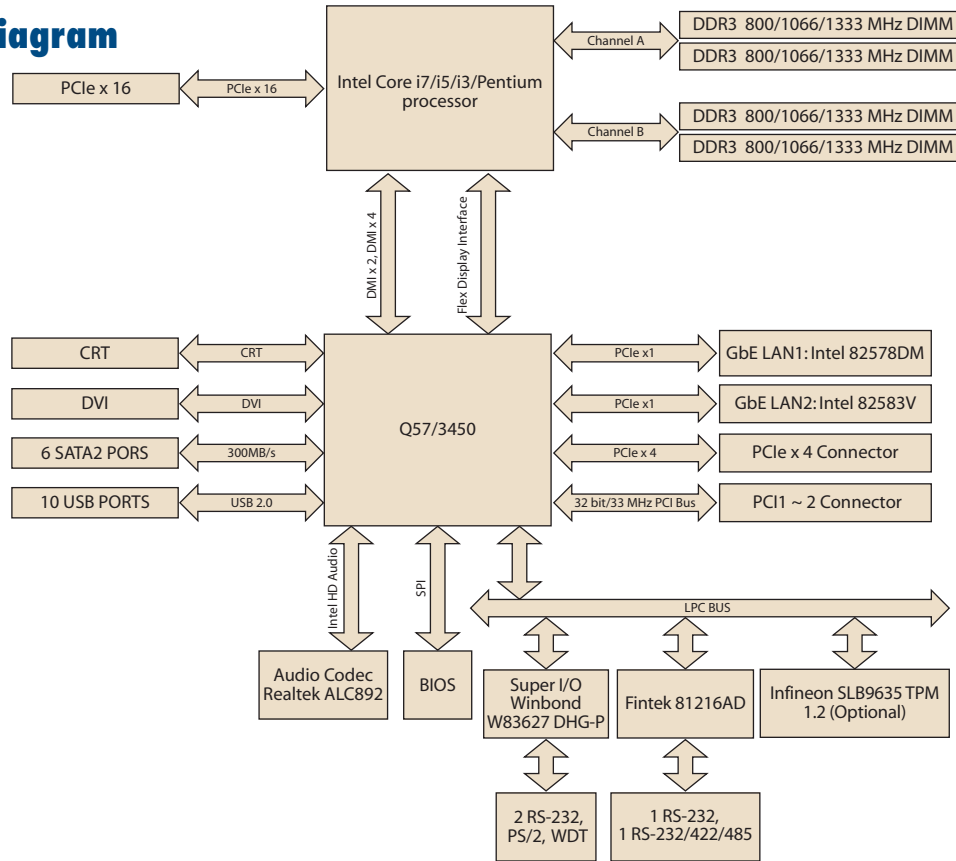 iagram
DDR3 800/1066/1333 MHz DIMM
Channel A
DDR3 800/1066/1333 MHz DIMM
PCIe x 16
PCIe x 16
Intel Core i7/i5/i3/Pentium
processor
DDR3 800/1066/1333 MHz DIMM
Channel B
DDR3 800/1066/1333 MHz DIMM
DMI x 2, DMI x 4
Flex Display Interface
CRT
CRT
PCIe x1
GbE LAN1: Intel 82578DM
DVI
DVI
Q57/3450
PCIe x1
GbE LAN2: Intel 82583V
6 SATA2 PORS
300MB/s
PCIe x 4
PCIe x 4 Connector
10 USB PORTS
USB 2.0
32 bit/33 MHz PCI Bus
PCI1 ~ 2 Connector
Intel HD Audio
SPI
LPC BUS
Audio Codec
Realtek ALC892
BIOS
Super I/O
Winbond
W83627 DHG-P
Fintek 81216AD
Infineon SLB9635 TPM
1.2 (Optional)
2 RS-232,
PS/2, WDT
1 RS-232,
1 RS-232/422/485